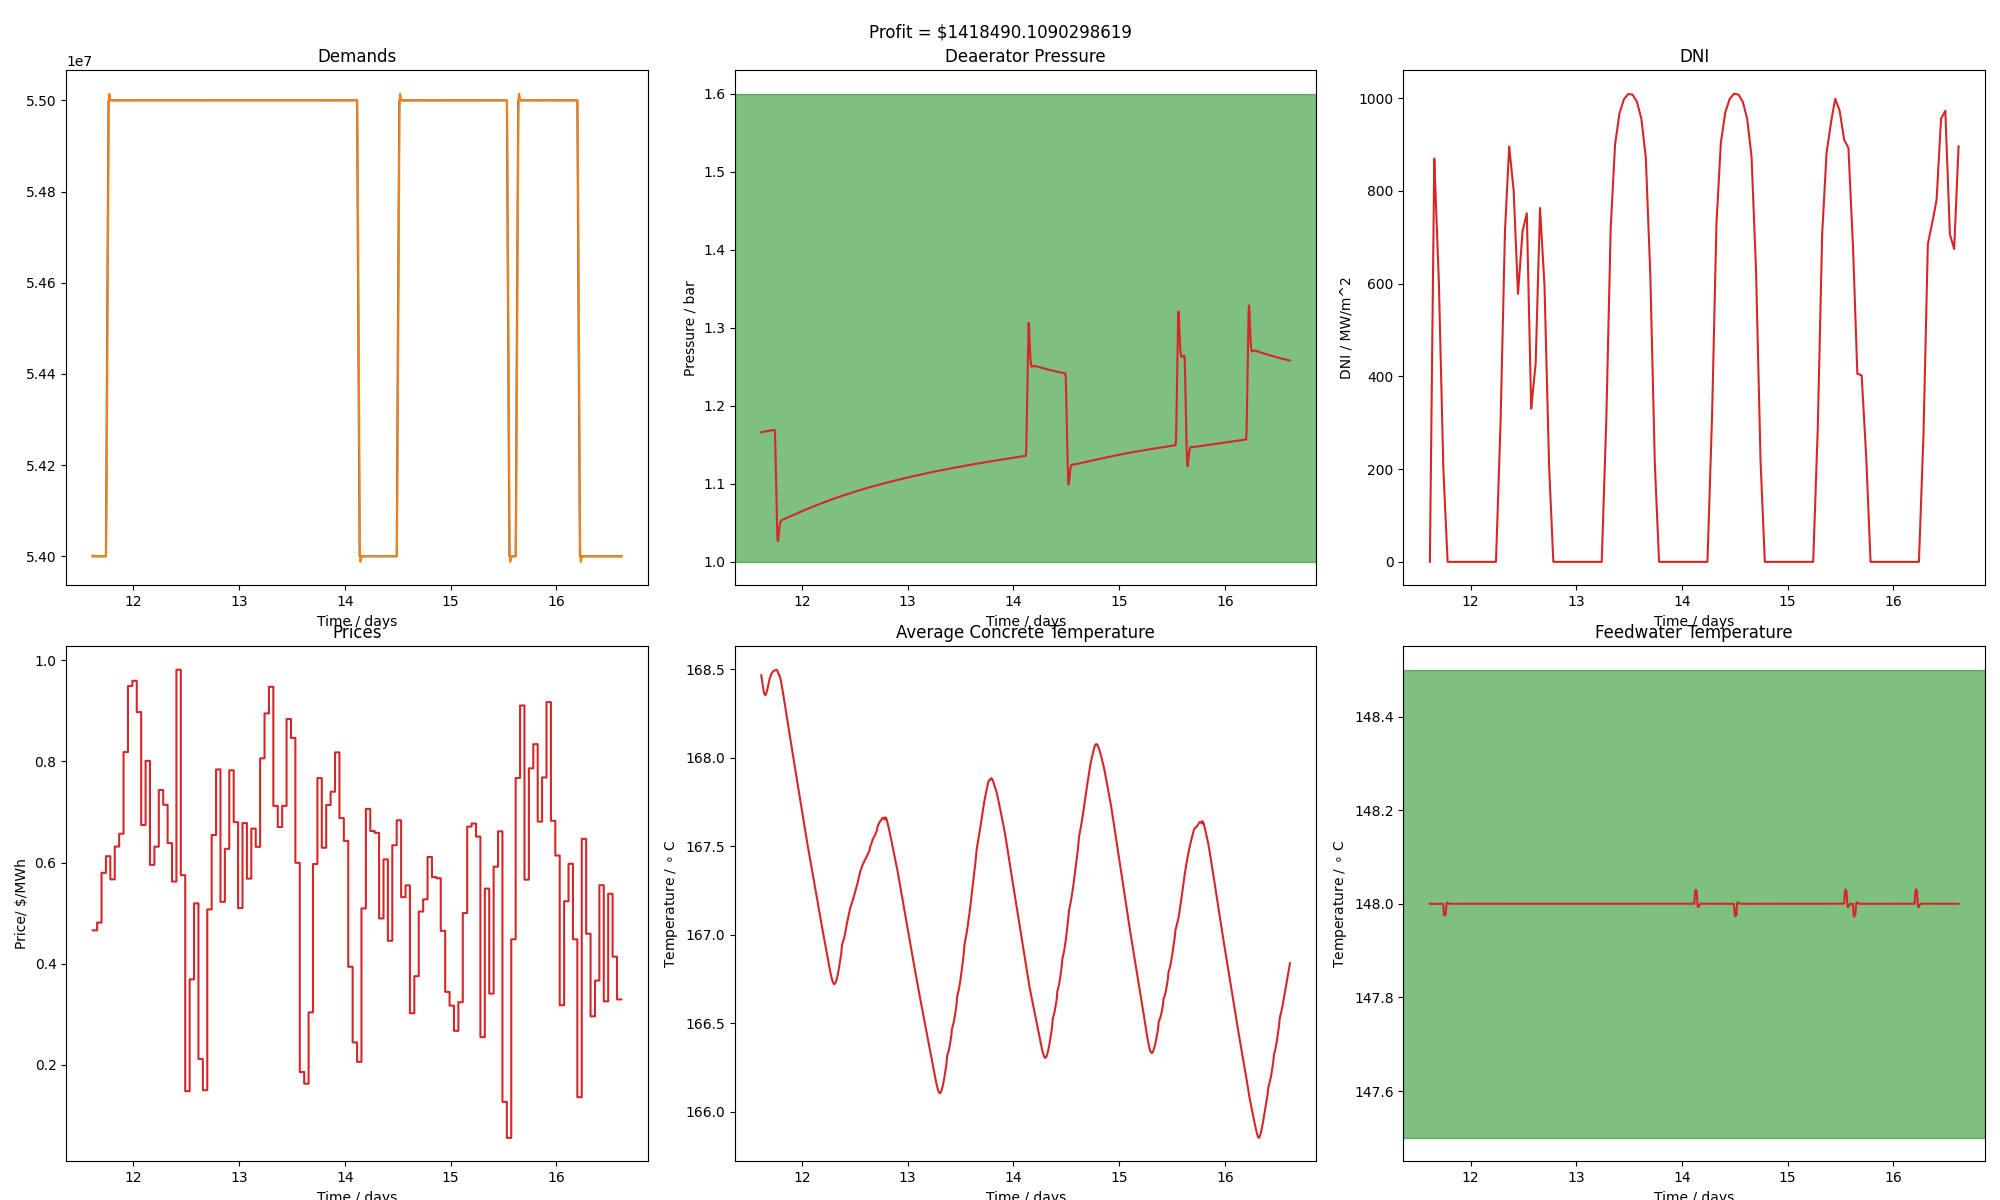 Profit = $1418490.1090298619
Demands
1e7
5.50
5.48
5.46
5.44
5.42
5.40
12 13 14 15 16
Time / days
Deaerator Pressure
Pressure / bar
1.6
1.5
1.4
1.3
1.2
1.1
1.0
12 13 14 15 16
Time / days
DNI
DNI / MW/m^2
1000
800
600
400
200
0
12 13 14 15 16
Time / days
Prices
Price/ $/MWh
1.0
0.8
0.6
0.4
0.2
12 13 14 15 16
Time / days
Average Concrete Temperature
Temperature / ∘ C
168.5
168.0
167.5
167.0
166.5
166.0
12 13 14 15 16
Time / days
Feedwater Temperature
Temperature / ∘ C
148.4
148.2
148.0
147.8
147.6
12 13 14 15 16
Time / days